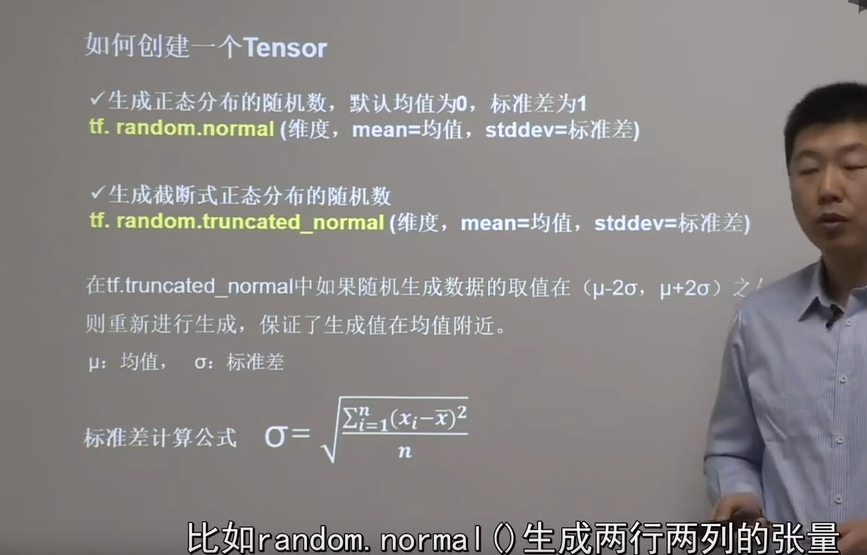 如何创建一个Tensor
✓生成正态分布的随机数，默认均值为0，标准差为1
tf. random.normal (维度，mean=均值，stddev=标准差)
✓生成截断式正态分布的随机数
tf. random.truncated_normal (维度，mean=均值，stddev=标准差)
在tf.truncated_normal中如果随机生成数据的取值在（μ-2σ，μ+2σ）之
则重新进行生成，保证了生成值在均值附近。
μ：均值， σ：标准差
标准差计算公式 σ= √(∑ⁿᵢ₌₁(xᵢ−x̄)²/n)
比如random.normal()生成两行两列的张量